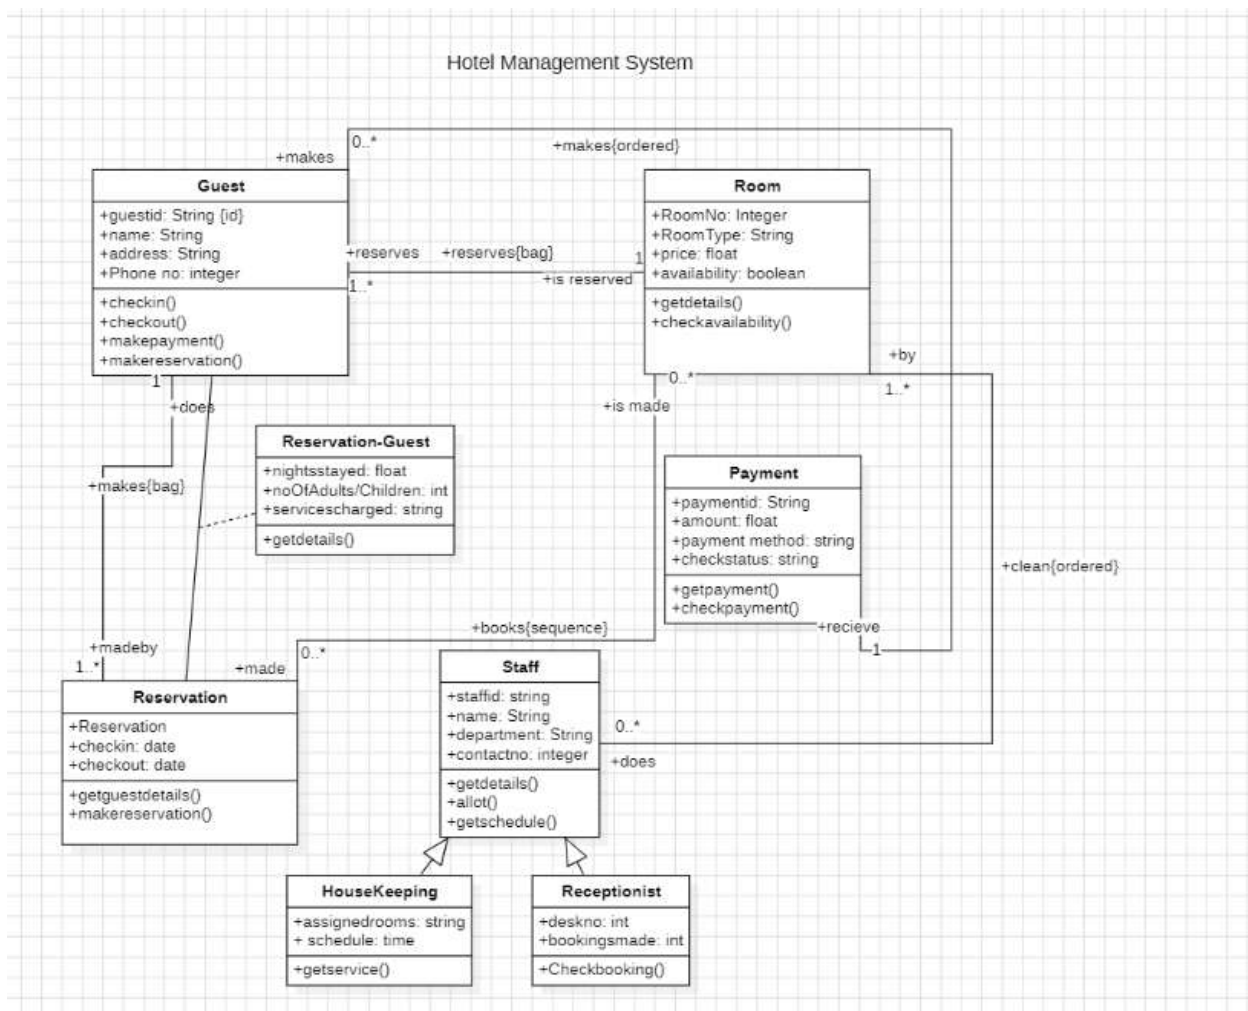 Hotel Management System
0..*
+makes{ordered}
+makes
Guest
+guestid: String {id}
+name: String
+address: String
+Phone no: integer
+checkin()
+checkout()
+makepayment()
+makereservation()
+reserves
+reserves{bag}
1
+is reserved
1..*
Room
+RoomNo: Integer
+RoomType: String
+price: float
+availability: boolean
+getdetails()
+checkavailability()
+by
1..*
0..*
+is made
1
+does
+makes{bag}
Reservation-Guest
+nightsstayed: float
+noOfAdults/Children: int
+servicescharged: string
+getdetails()
Payment
+paymentid: String
+amount: float
+payment method: string
+checkstatus: string
+getpayment()
+checkpayment()
+clean{ordered}
+recieve
1
+books{sequence}
+madeby
1..*
+made
0..*
Reservation
+Reservation
+checkin: date
+checkout: date
+getguestdetails()
+makereservation()
Staff
+staffid: string
+name: String
+department: String
+contactno: integer
+getdetails()
+allot()
+getschedule()
0..*
+does
HouseKeeping
+assignedrooms: string
+ schedule: time
+getservice()
Receptionist
+deskno: int
+bookingsmade: int
+Checkbooking()